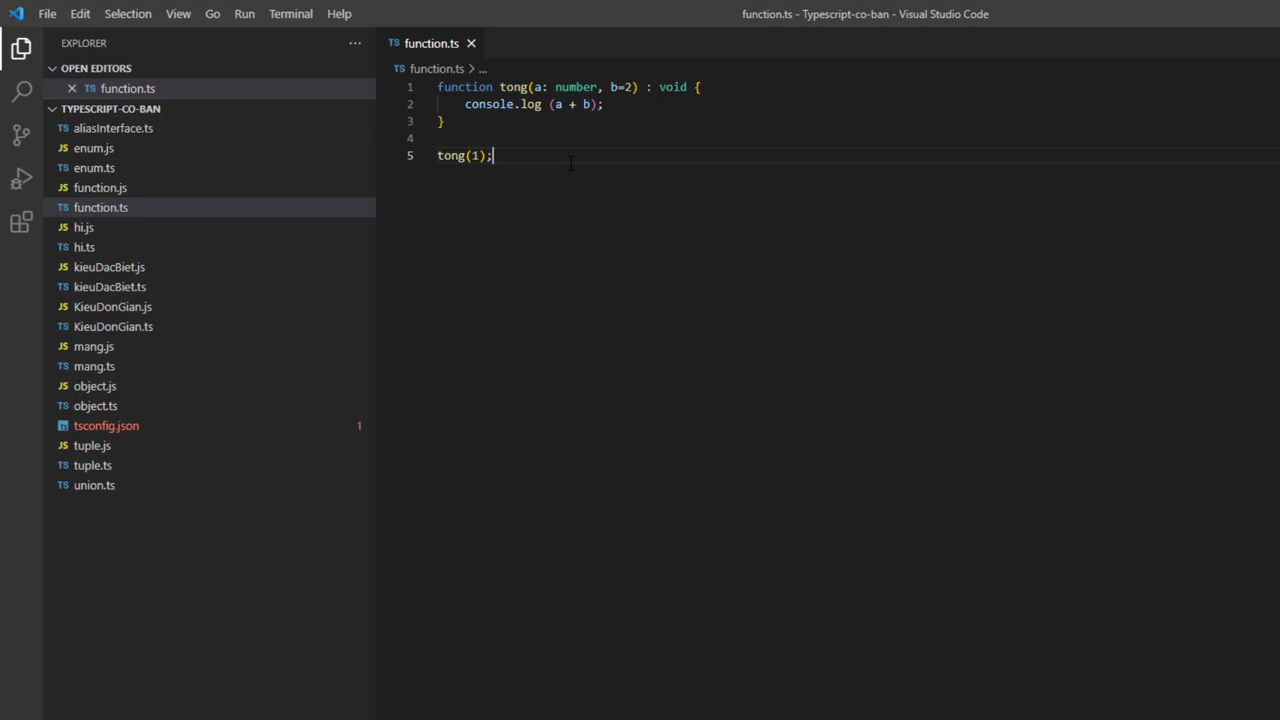 File Edit Selection View Go Run Terminal Help function.ts - Typescript-co-ban - Visual Studio Code
EXPLORER ...
OPEN EDITORS
TS function.ts
TYPESCRIPT-CO-BAN
TS aliasInterface.ts
JS enum.js
TS enum.ts
JS function.js
TS function.ts
JS hi.js
TS hi.ts
JS kieuDacBiet.js
TS kieuDacBiet.ts
JS KieuDonGian.js
TS KieuDonGian.ts
JS mang.js
TS mang.ts
JS object.js
TS object.ts
tsconfig.json 1
JS tuple.js
TS tuple.ts
TS union.ts
TS function.ts
TS function.ts > ...
1 function tong(a: number, b=2) : void {
2 console.log (a + b);
3 }
4
5 tong(1);